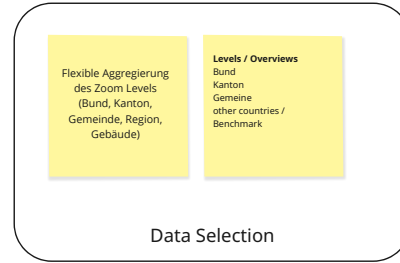 Flexible Aggregierung
des Zoom Levels
(Bund, Kanton,
Gemeinde, Region,
Gebäude)
Levels / Overviews
Bund
Kanton
Gemeine
other countries /
Benchmark
Data Selection